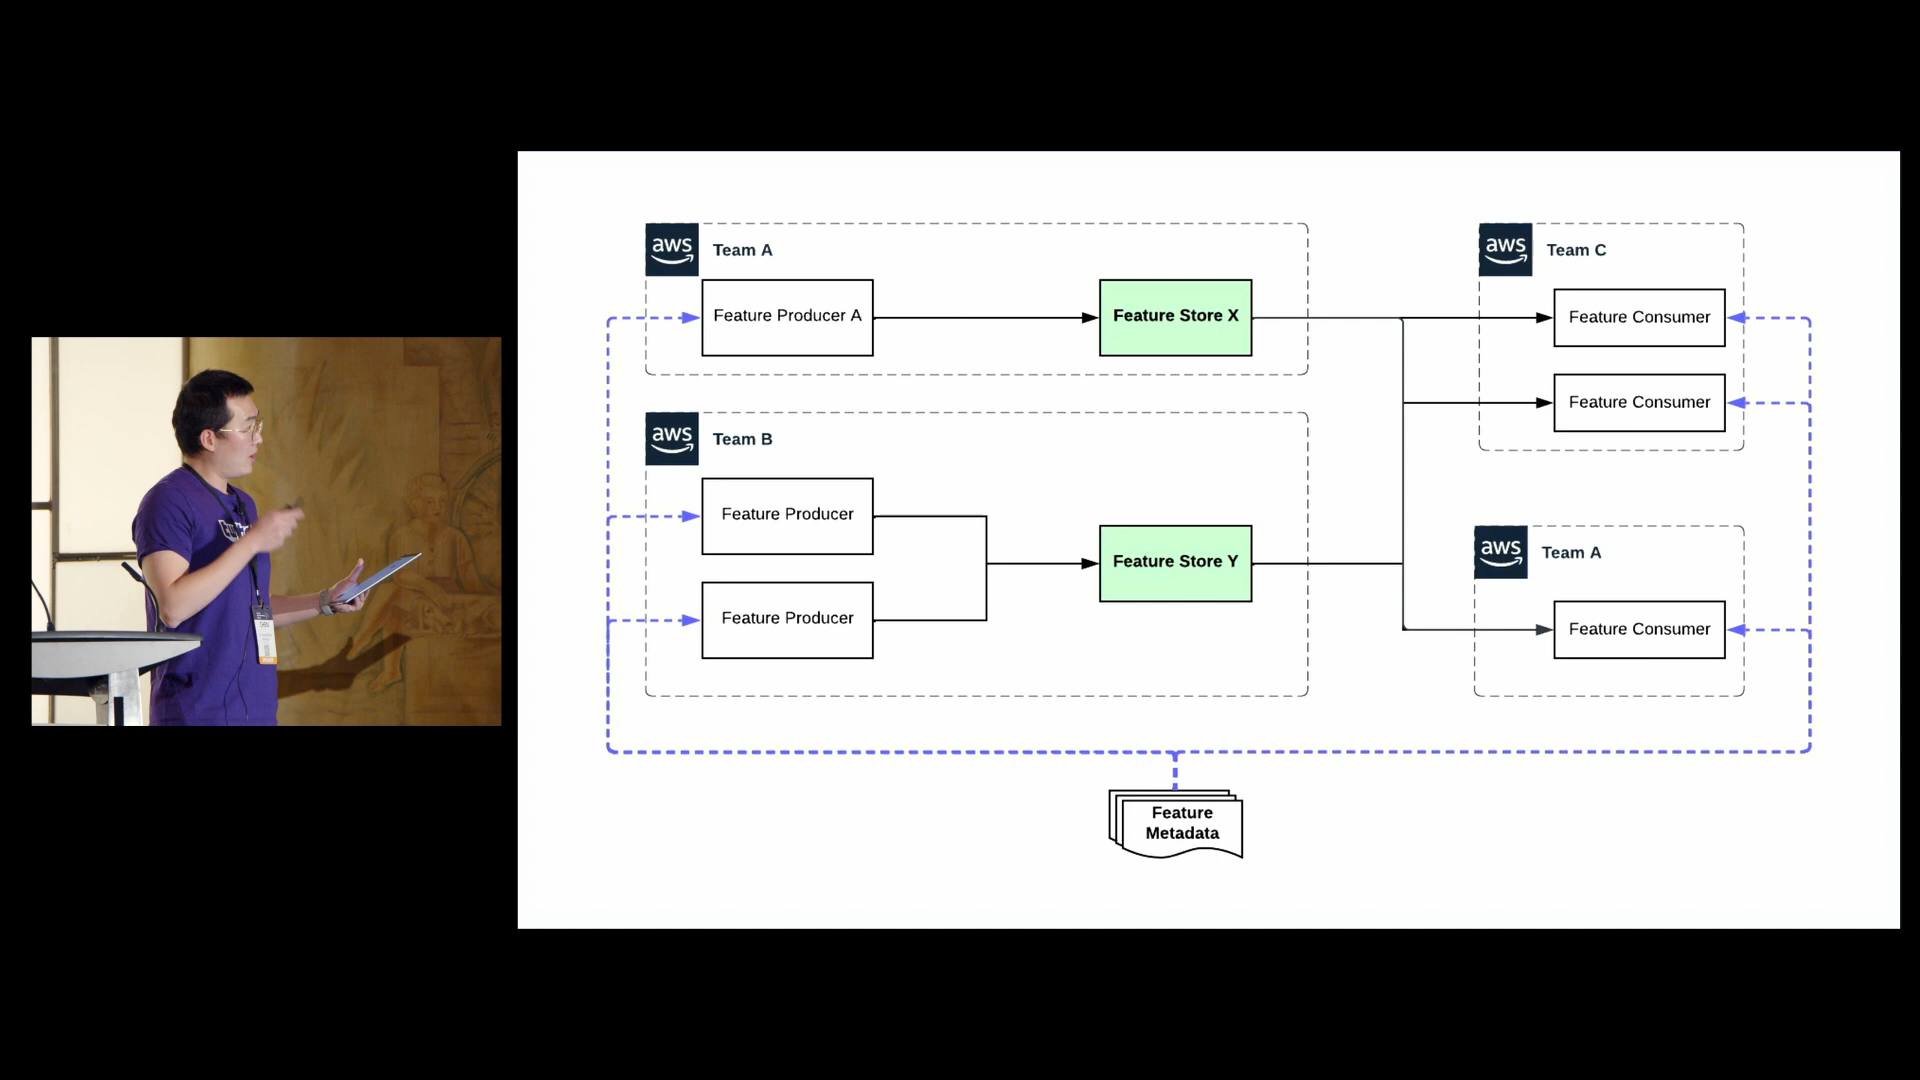 aws
Team A
Feature Producer A
Feature Store X
aws
Team C
Feature Consumer
Feature Consumer
aws
Team B
Feature Producer
Feature Producer
Feature Store Y
aws
Team A
Feature Consumer
Feature
Metadata